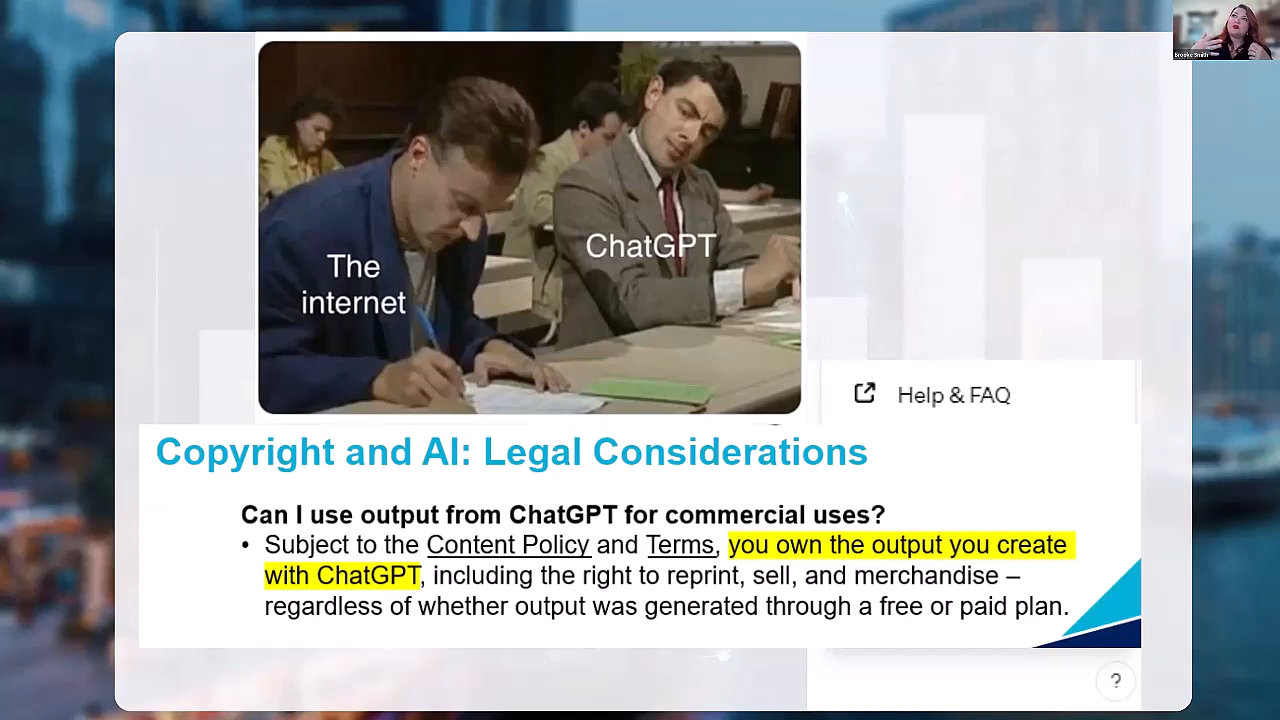 Brooke Smith
The
internet
ChatGPT
Help & FAQ
Copyright and AI: Legal Considerations
Can I use output from ChatGPT for commercial uses?
• Subject to the Content Policy and Terms, you own the output you create
with ChatGPT, including the right to reprint, sell, and merchandise –
regardless of whether output was generated through a free or paid plan.
?